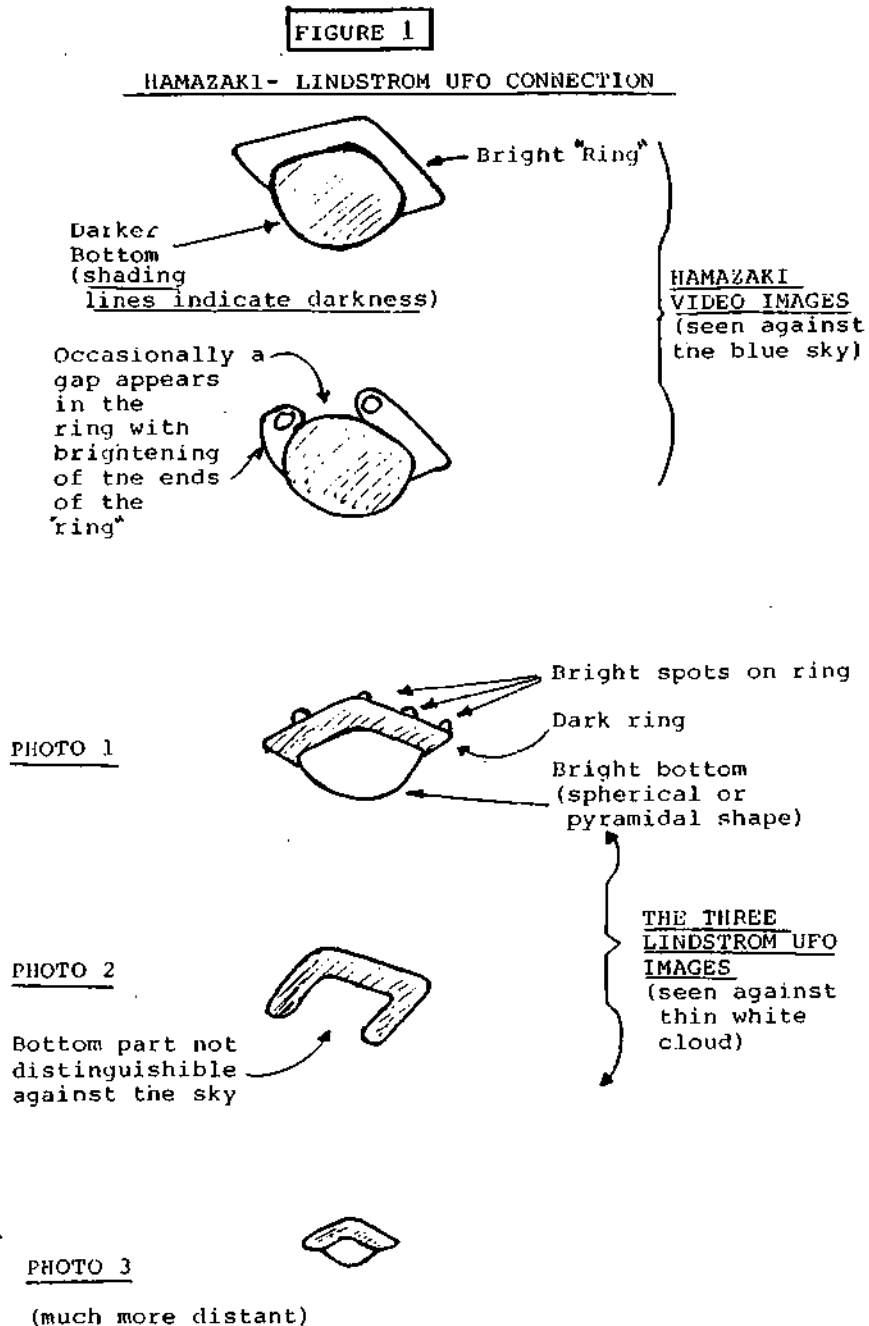 FIGURE 1
HAMAZAKI- LINDSTROM UFO CONNECTION
Bright "Ring"
Darker
Bottom
(shading
lines indicate darkness)
HAMAZAKI
VIDEO IMAGES
(seen against
the blue sky)
Occasionally a
gap appears
in the
ring with
brightening
of the ends
of the
"ring"
Bright spots on ring
Dark ring
PHOTO 1
Bright bottom
(spherical or
pyramidal shape)
THE THREE
LINDSTROM UFO
IMAGES
(seen against
thin white
cloud)
PHOTO 2
Bottom part not
distinguishible
against the sky
PHOTO 3
(much more distant)